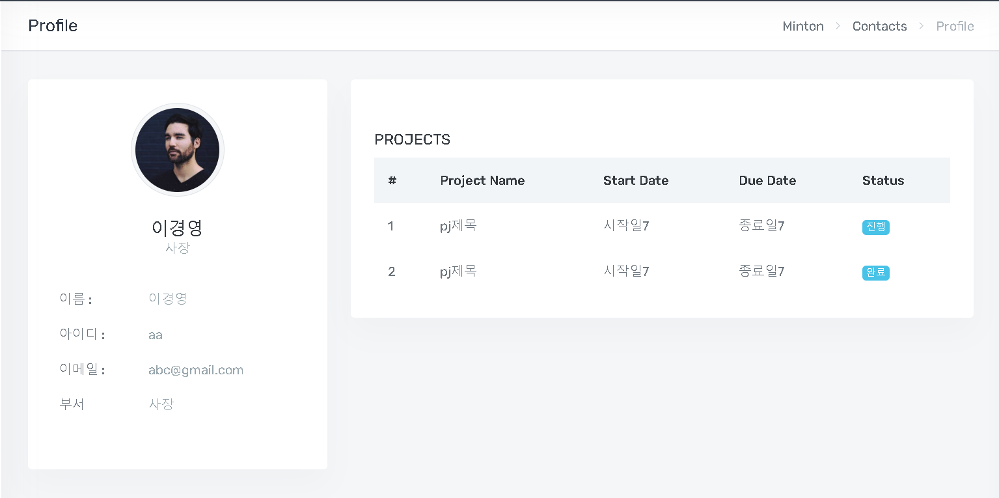 Profile
Minton > Contacts > Profile
이경영
사장
이름 : 이경영
아이디 : aa
이메일 : abc@gmail.com
부서 사장
PROJECTS
# Project Name Start Date Due Date Status
1 pj제목 시작일7 종료일7 진행
2 pj제목 시작일7 종료일7 완료